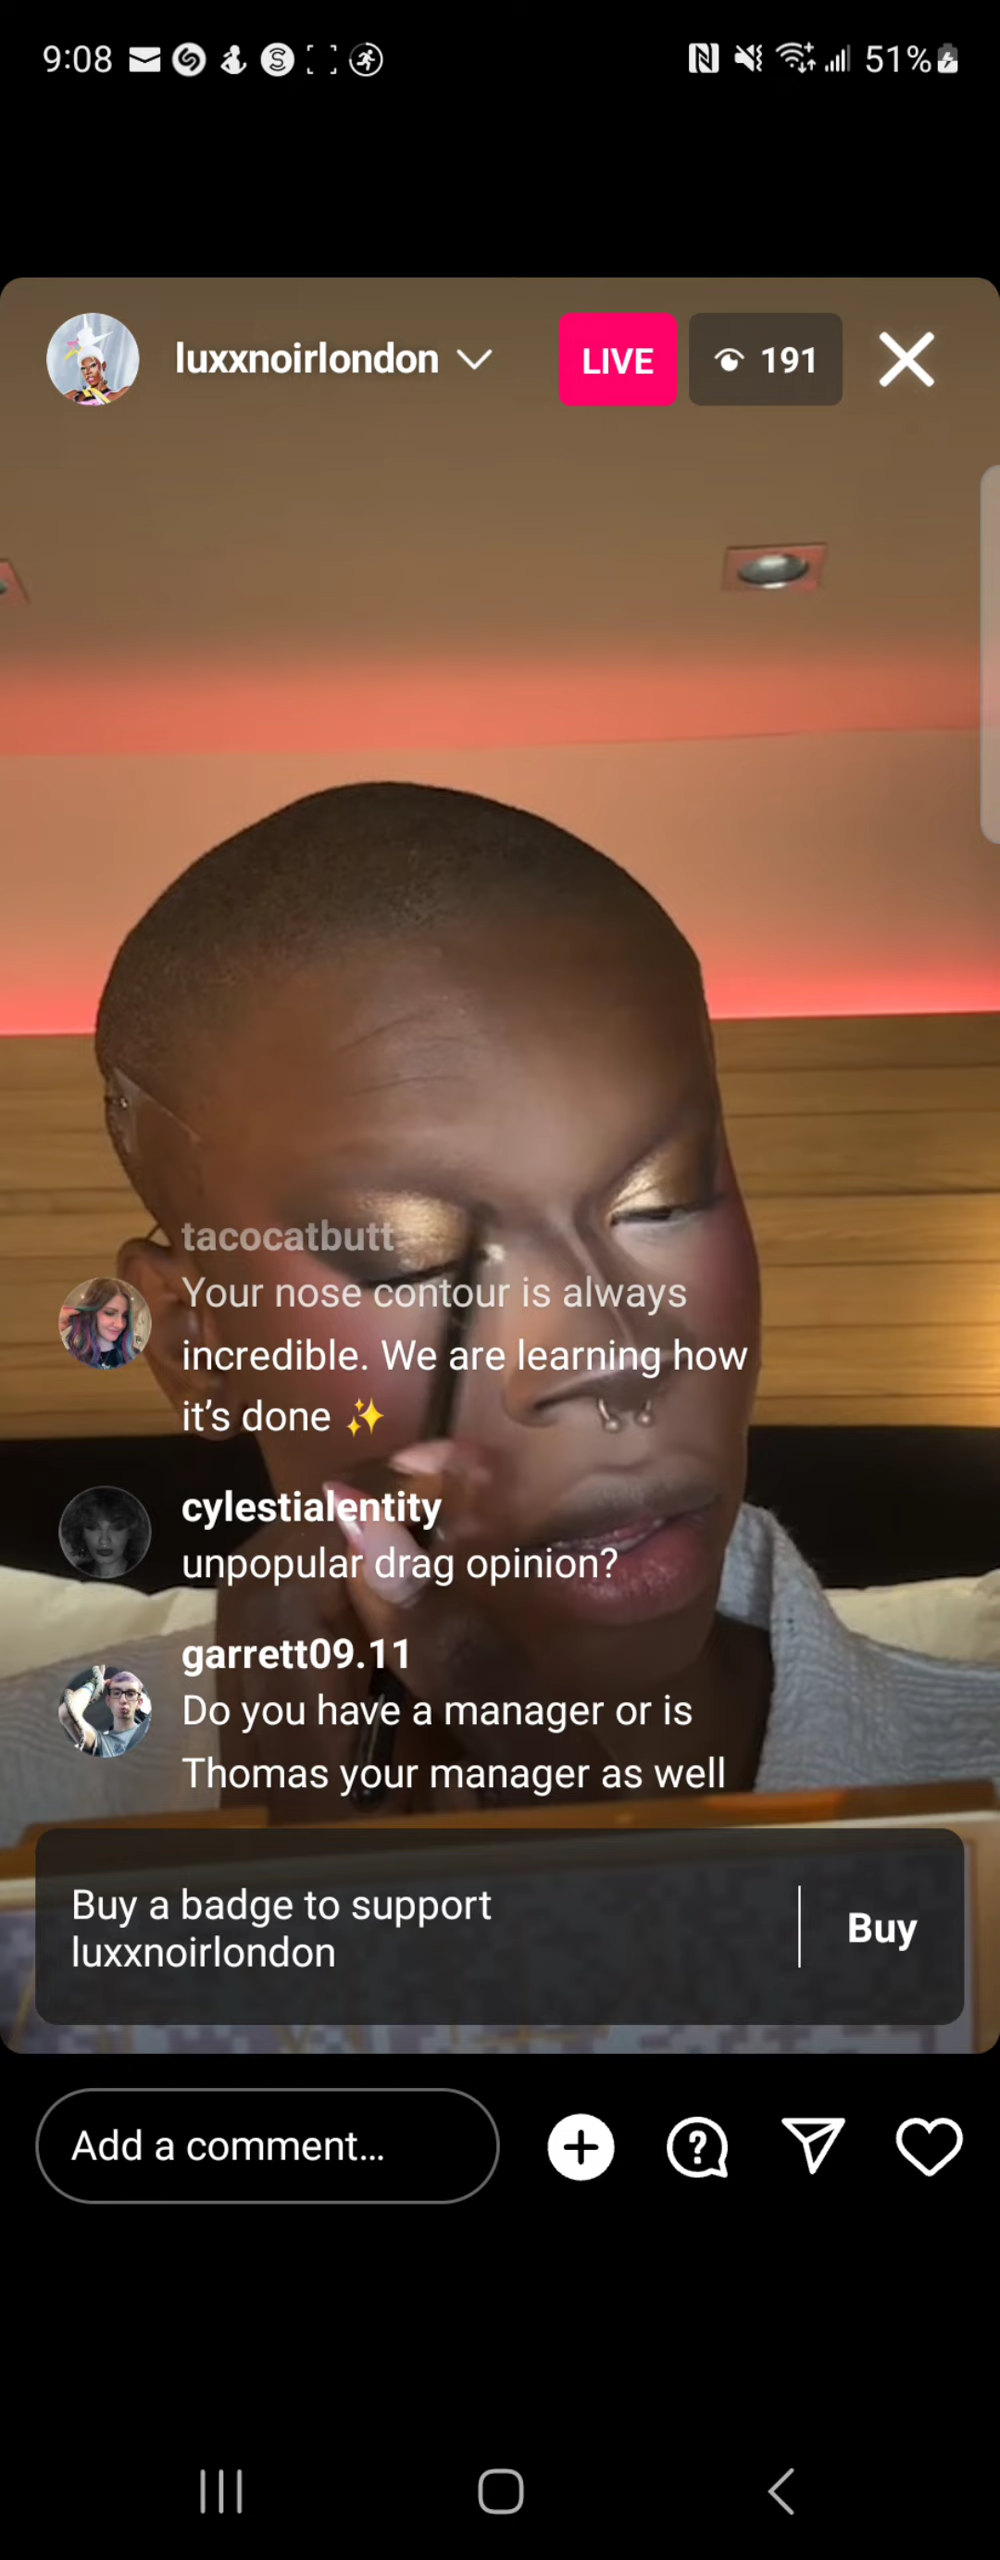 9:08
51%
luxxnoirlondon
LIVE
191
tacocatbutt
Your nose contour is always
incredible. We are learning how
it's done ✨
cylestialentity
unpopular drag opinion?
garrett09.11
Do you have a manager or is
Thomas your manager as well
Buy a badge to support
luxxnoirlondon
Buy
Add a comment...